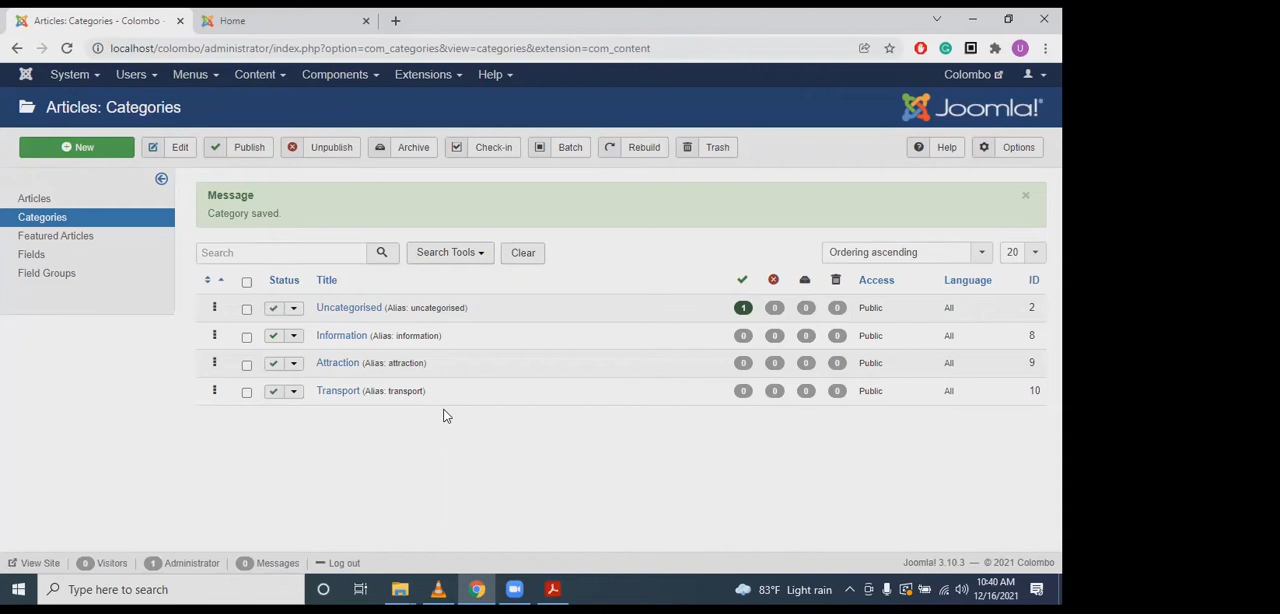 Articles: Categories - Colombo - Home
localhost/colombo/administrator/index.php?option=com_categories&view=categories&extension=com_content U
System Users Menus Content Components Extensions Help Colombo
Articles: Categories Joomla!
New Edit Publish Unpublish Archive Check-in Batch Rebuild Trash Help Options
Articles
Categories
Featured Articles
Fields
Field Groups
Message
Category saved.
Search Search Tools Clear Ordering ascending 20
Status Title Access Language ID
Uncategorised (Alias: uncategorised) 1 0 0 0 Public All 2
Information (Alias: information) 0 0 0 0 Public All 8
Attraction (Alias: attraction) 0 0 0 0 Public All 9
Transport (Alias: transport) 0 0 0 0 Public All 10
View Site 0 Visitors 1 Administrator 0 Messages Log out Joomla! 3.10.3 — © 2021 Colombo
Type here to search 83°F Light rain 10:40 AM
12/16/2021